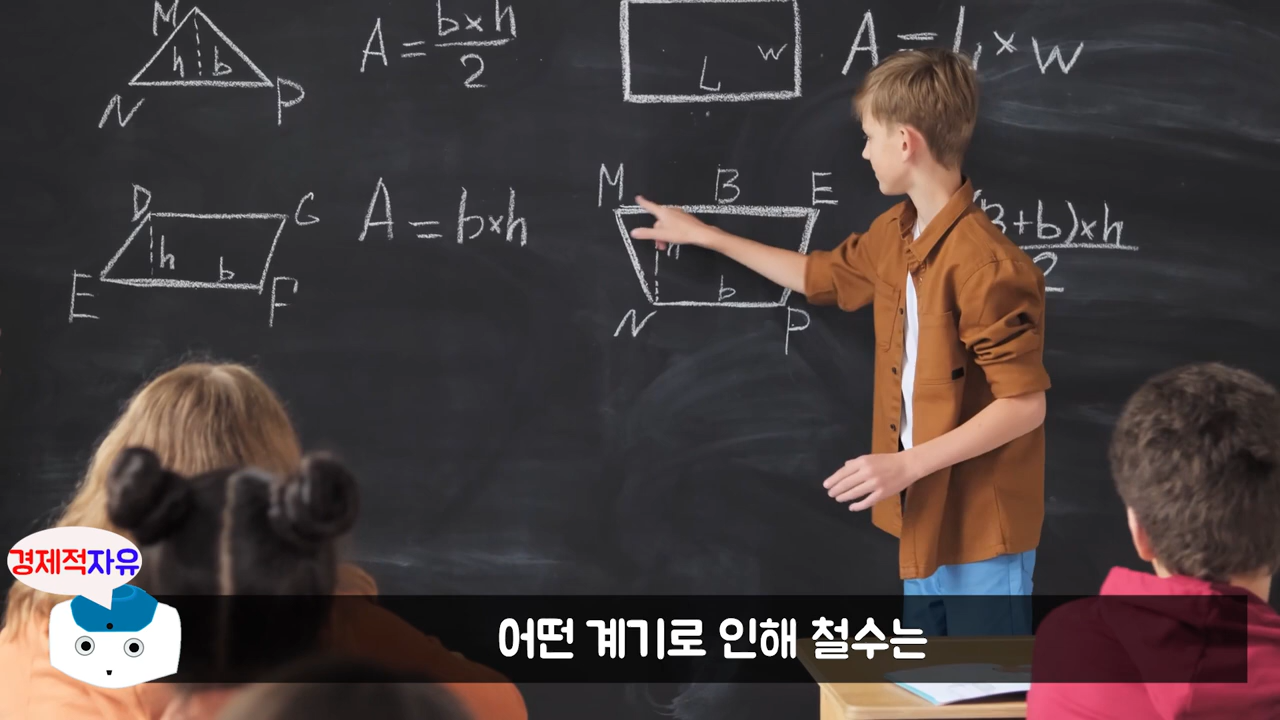 M
h b
N P
A = b×h
2
L w
A = L×w
D G
h b
E F
A = b×h
M B E
h
b
N P
(B+b)×h
2
경제적자유
어떤 계기로 인해 철수는